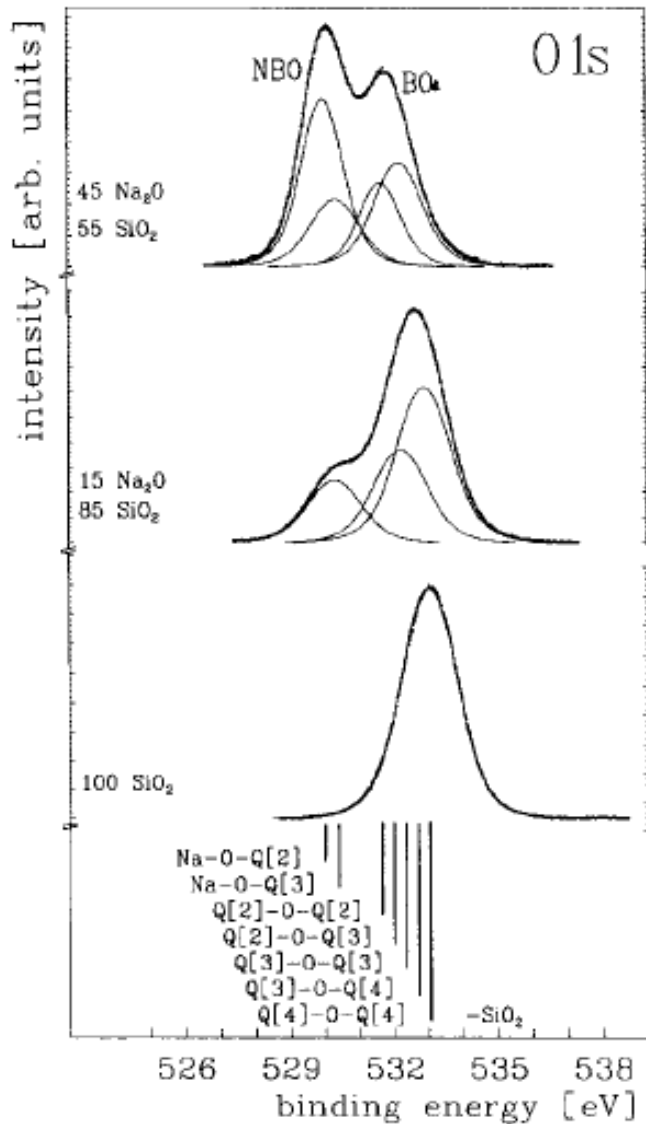 O1s
NBO
BO
intensity [arb. units]
45 Na₂O
55 SiO₂
15 Na₂O
85 SiO₂
100 SiO₂
Na-O-Q[2]
Na-O-Q[3]
Q[2]-O-Q[2]
Q[2]-O-Q[3]
Q[3]-O-Q[3]
Q[3]-O-Q[4]
Q[4]-O-Q[4] -SiO₂
526 529 532 535 538
binding energy [eV]